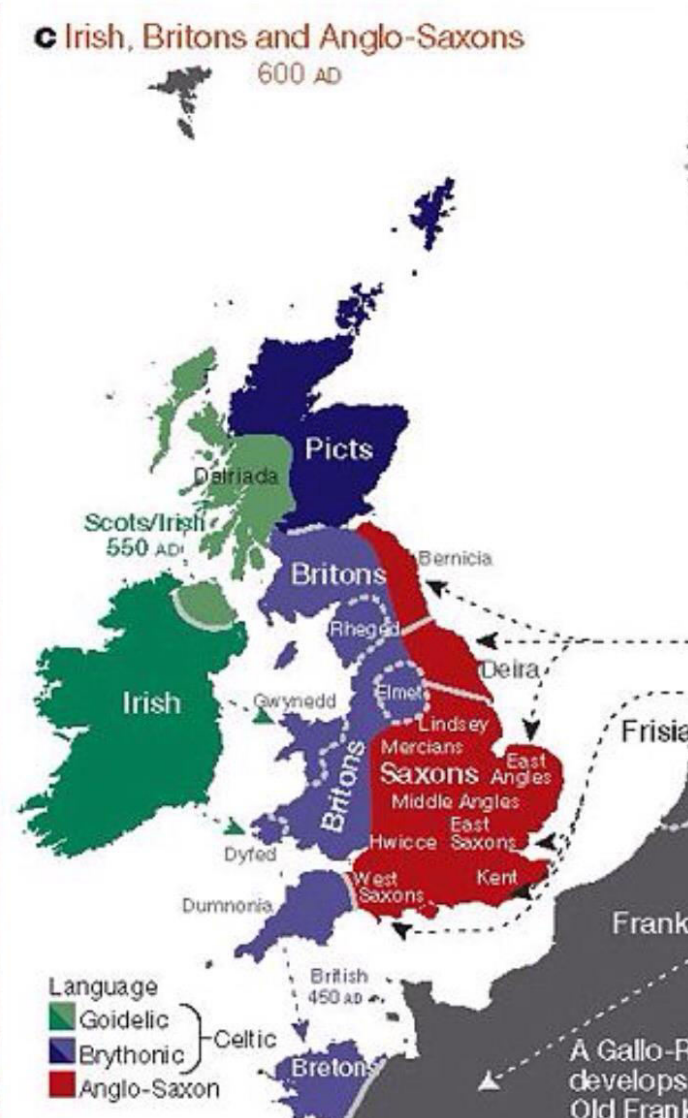 c Irish, Britons and Anglo-Saxons
600 AD
Picts
Dalriada
Scots/Irish
550 AD
Bernicia
Britons
Rheged
Deira
Irish
Gwynedd
Elmet
Lindsey
Frisia
Mercians
East
Angles
Saxons
Britons
Middle Angles
East
Saxons
Hwicce
Dyfed
West
Saxons
Kent
Dumnonia
Frank
British
450 AD
Language
Goidelic
Celtic
Brythonic
Anglo-Saxon
Bretons
A Gallo-R
develops
Old Frank